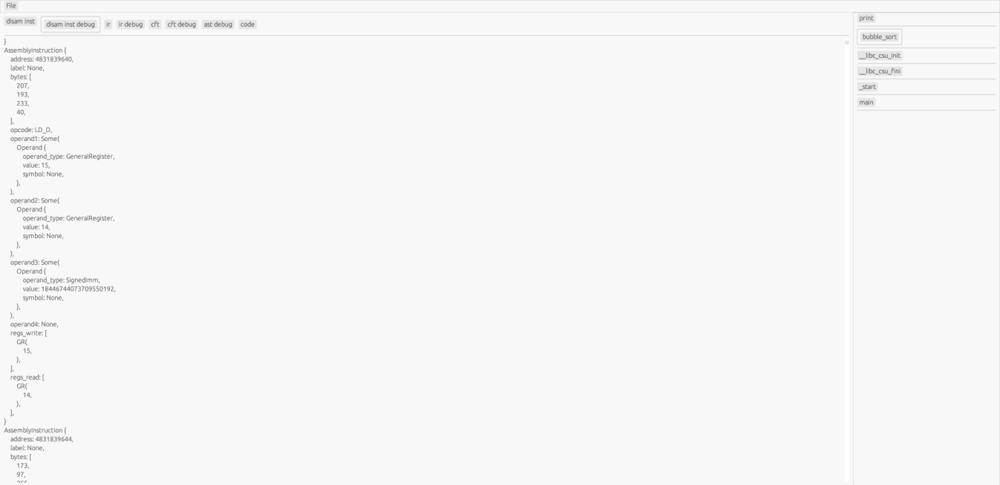 File
disam inst
disam inst debug
ir
ir debug
cft
cft debug
ast debug
code
}
AssemblyInstruction {
address: 4831839640,
label: None,
bytes: [
207,
193,
233,
40,
],
opcode: LD_D,
operand1: Some(
Operand {
operand_type: GeneralRegister,
value: 15,
symbol: None,
},
),
operand2: Some(
Operand {
operand_type: GeneralRegister,
value: 14,
symbol: None,
},
),
operand3: Some(
Operand {
operand_type: SignedImm,
value: 18446744073709550192,
symbol: None,
},
),
operand4: None,
regs_write: [
GR(
15,
),
],
regs_read: [
GR(
14,
),
],
}
AssemblyInstruction {
address: 4831839644,
label: None,
bytes: [
173,
97,
print
bubble_sort
__libc_csu_init
__libc_csu_fini
_start
main